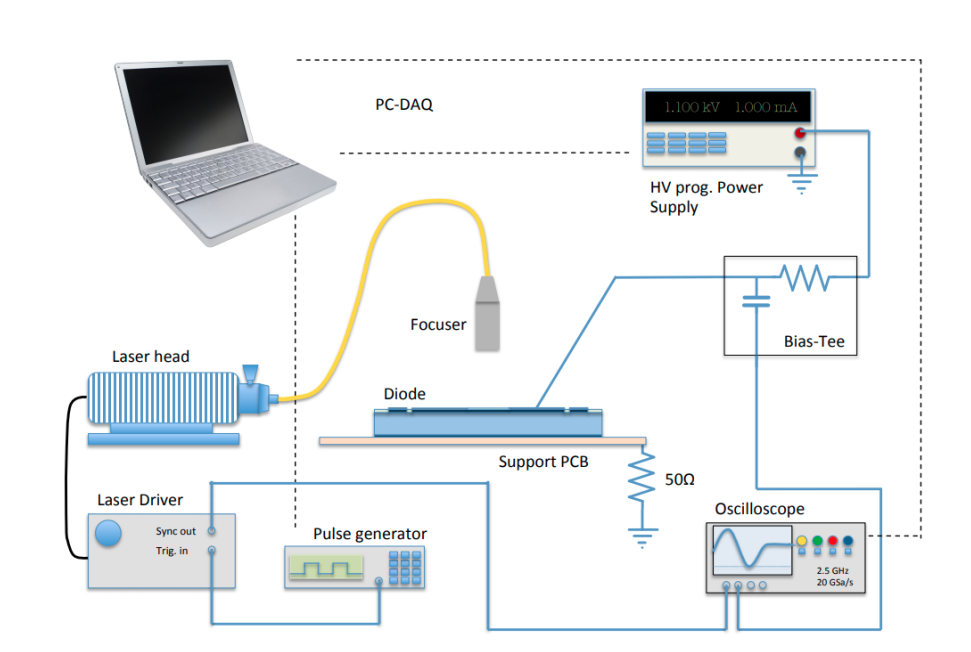 PC-DAQ
1.100 kV 1.000 mA
HV prog. Power
Supply
Focuser
Bias-Tee
Laser head
Diode
Support PCB
50Ω
Laser Driver
Sync out
Trig. in
Pulse generator
Oscilloscope
2.5 GHz
20 GSa/s